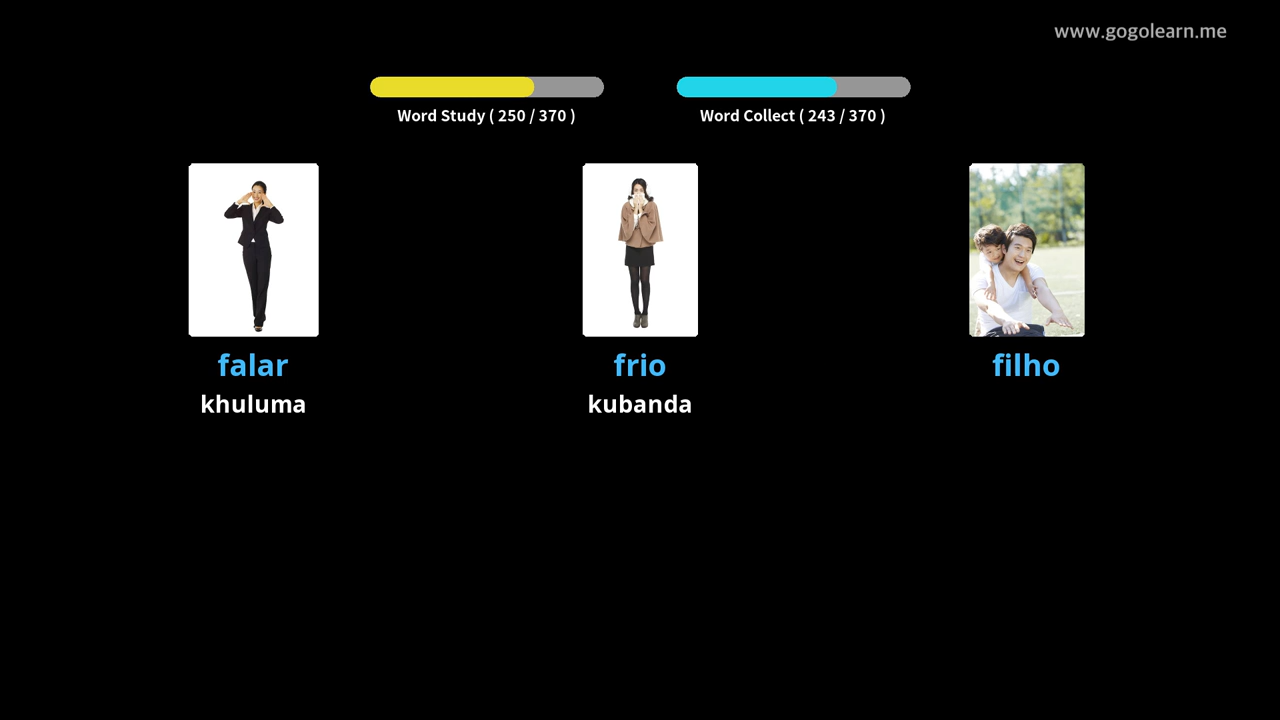 www.gogolearn.me
Word Study ( 250 / 370 )
Word Collect ( 243 / 370 )
falar
khuluma
frio
kubanda
filho